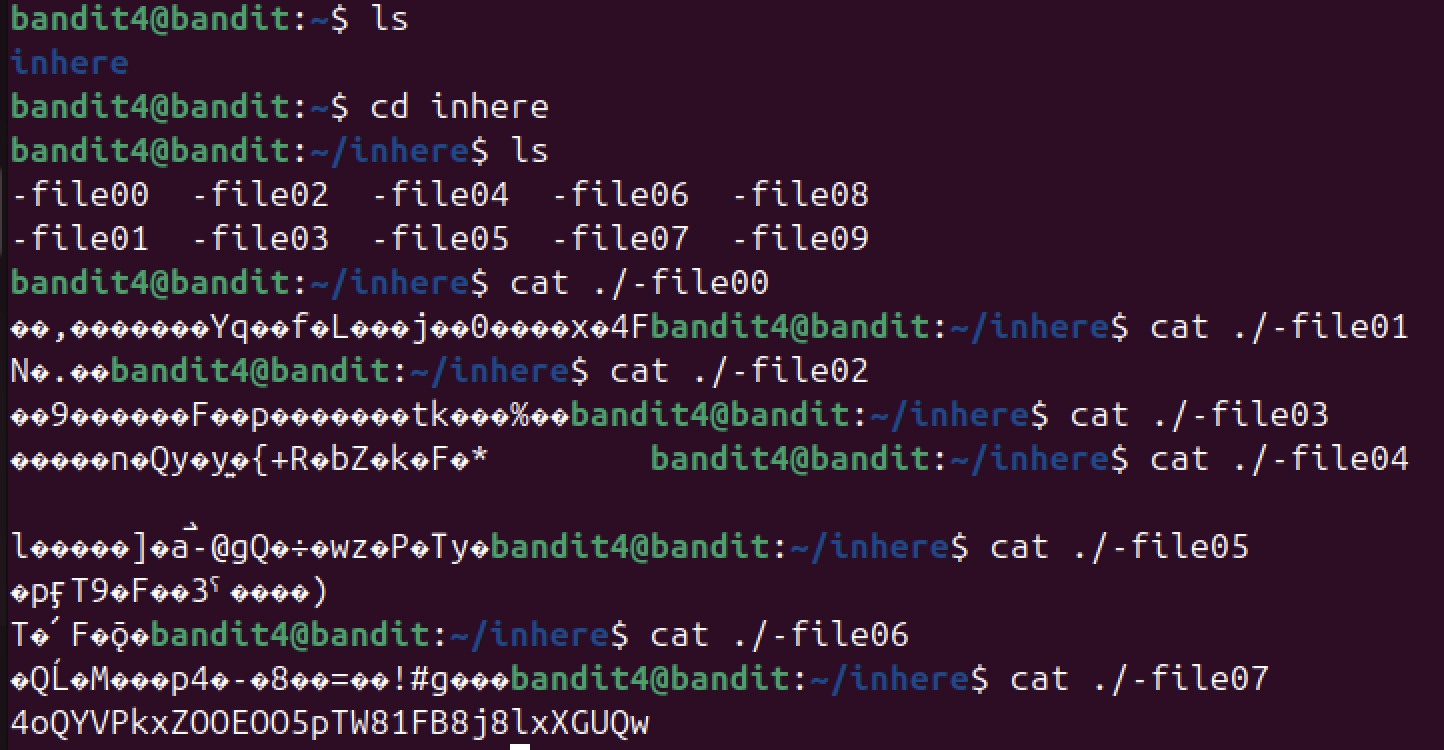 bandit4@bandit:~$ ls
inhere
bandit4@bandit:~$ cd inhere
bandit4@bandit:~/inhere$ ls
-file00  -file02  -file04  -file06  -file08
-file01  -file03  -file05  -file07  -file09
bandit4@bandit:~/inhere$ cat ./-file00
��,�������Yq��f�L���j��0����x�4Fbandit4@bandit:~/inhere$ cat ./-file01
N�.��bandit4@bandit:~/inhere$ cat ./-file02
��9������F��p�������tk���%��bandit4@bandit:~/inhere$ cat ./-file03
�����n�Qy�y�{+R�bZ�k�F�*        bandit4@bandit:~/inhere$ cat ./-file04
l�����]�a-@gQ�÷�wz�P�Ty�bandit4@bandit:~/inhere$ cat ./-file05
�pӻT9�F��3ˤ����)
T�՛F�q̄�bandit4@bandit:~/inhere$ cat ./-file06
�QĹ�M���p4�-�8��=��!#g���bandit4@bandit:~/inhere$ cat ./-file07
4oQYVPkxZOOEOO5pTW81FB8j8lxXGUQw